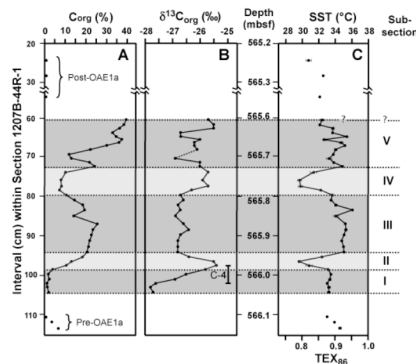 C_org (%)
δ¹³C_org (‰)
Depth (mbsf)
SST (°C)
Sub-section
0 10 20 30 40
-28 -27 -26 -25
30 32 34 36 38
A
B
C
20
30
60
70
80
90
100
110
565.2
565.3
565.6
565.7
565.8
565.9
566.0
566.1
Interval (cm) within Section 1207B-44R-1
Post-OAE1a
Pre-OAE1a
C-4
?
?
V
IV
III
II
I
0.8 0.9 1.0
TEX₈₆